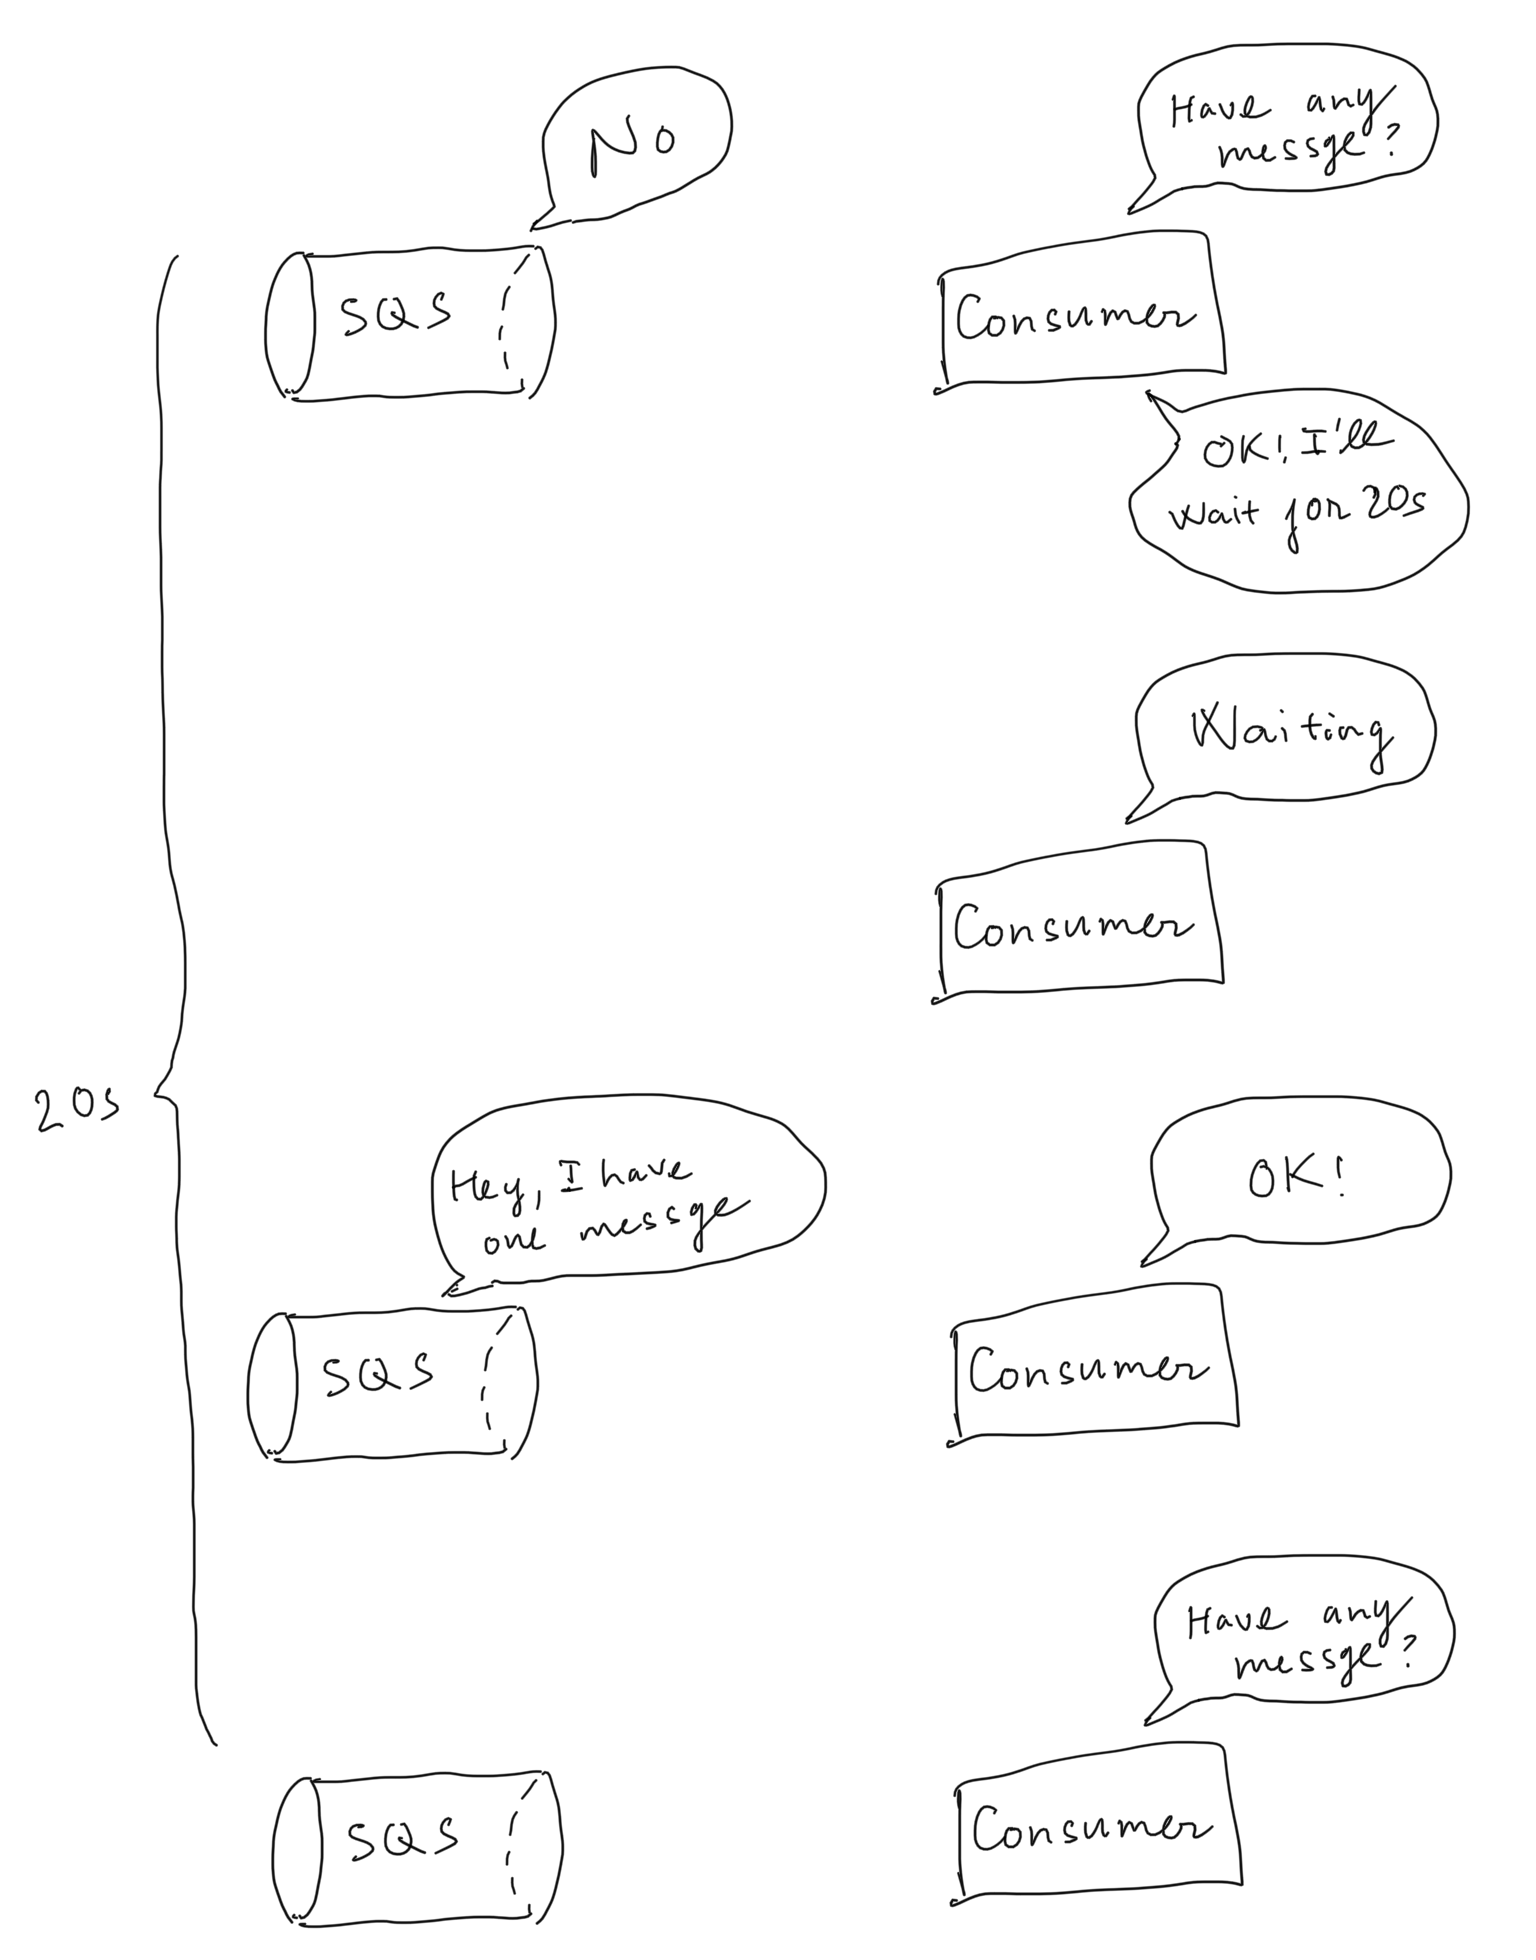 No
Have any
messge?
SQS
Consumer
OK! I'll
wait for 20s
Waiting
Consumer
20s
Hey, I have
one messge
OK!
SQS
Consumer
Have any
messge?
SQS
Consumer